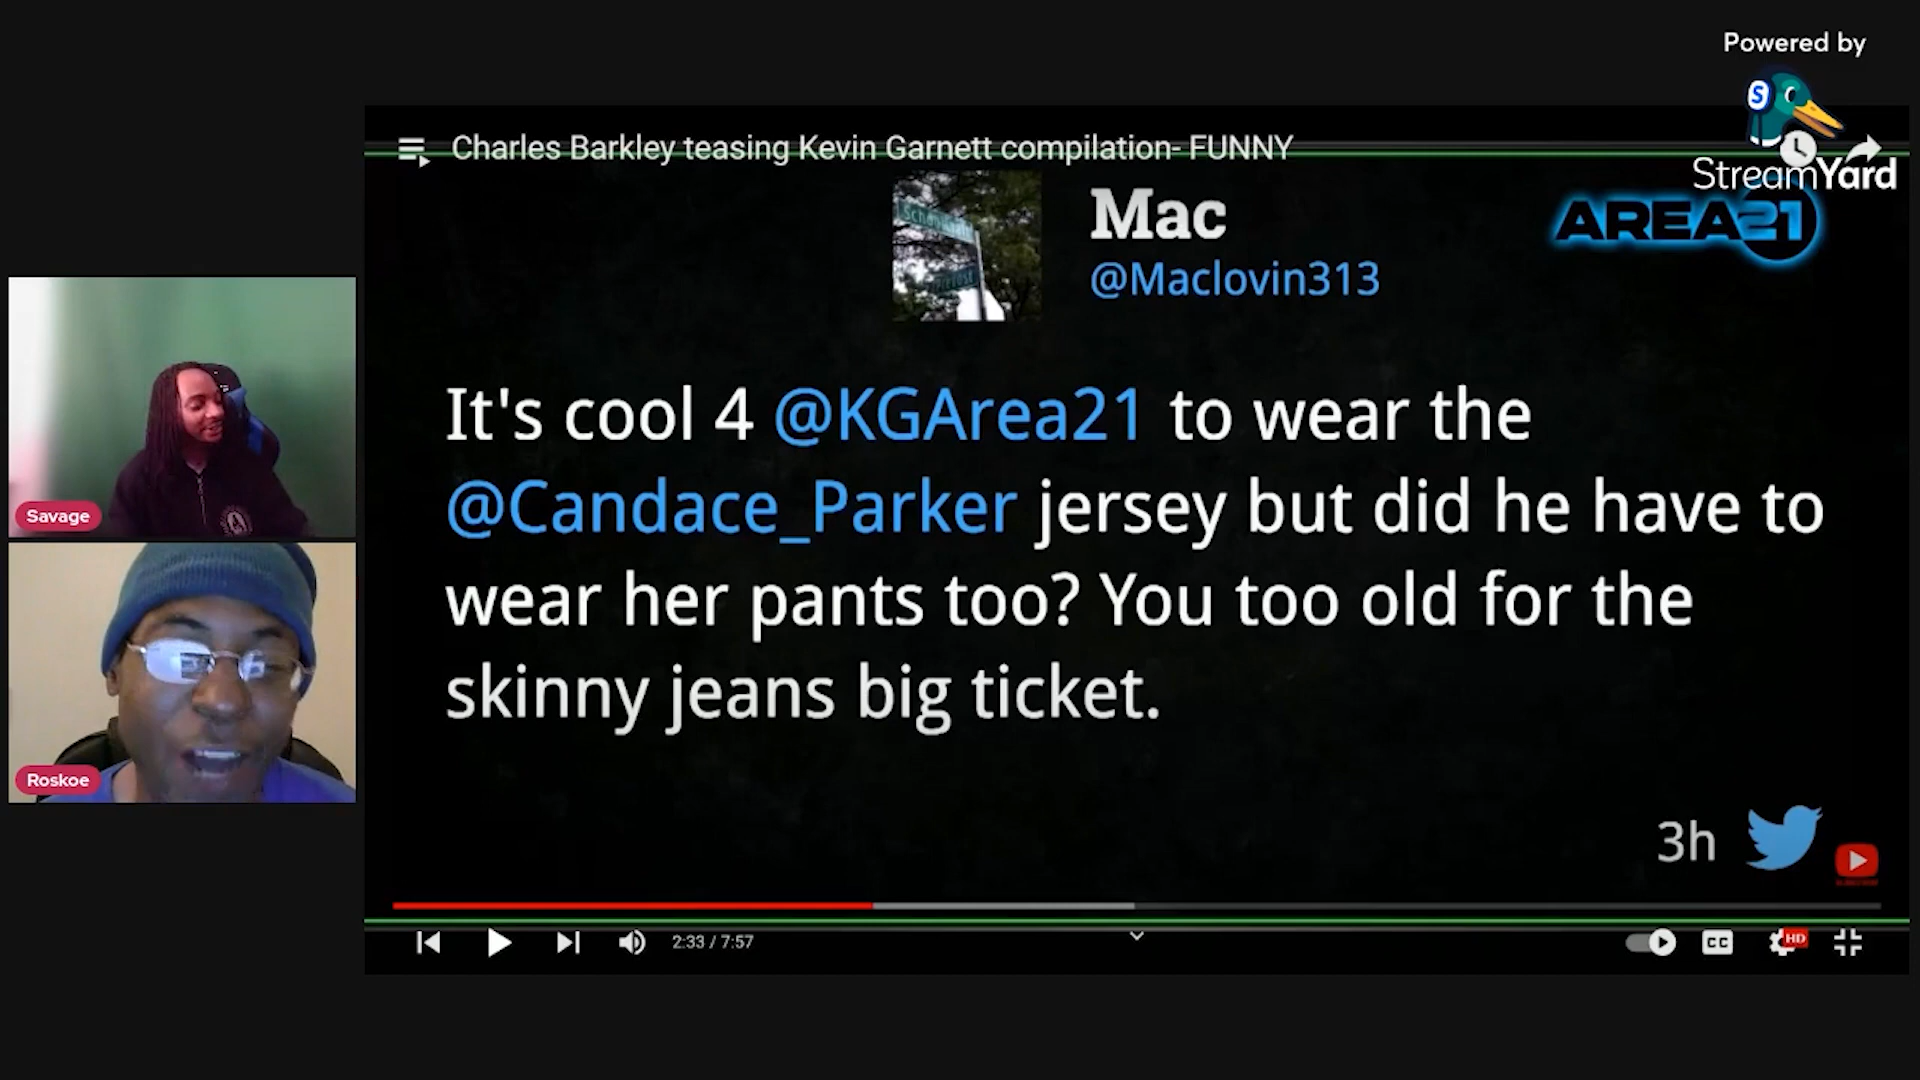 Powered by
StreamYard
Charles Barkley teasing Kevin Garnett compilation- FUNNY
Mac
@Maclovin313
AREA21
It's cool 4 @KGArea21 to wear the
@Candace_Parker jersey but did he have to
wear her pants too? You too old for the
skinny jeans big ticket.
3h
Savage
Roskoe
2:33 / 7:57
CC
HD